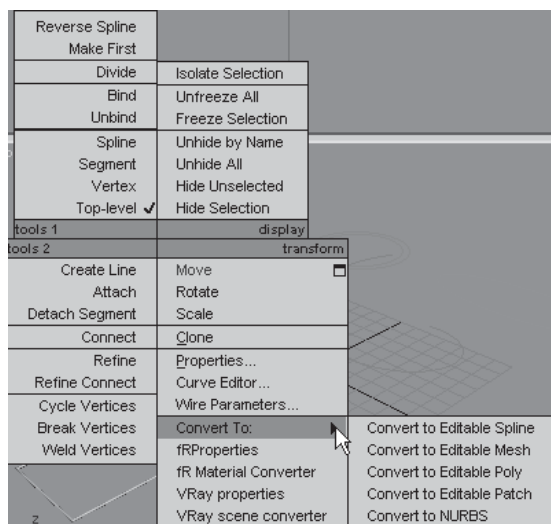 Reverse Spline
Make First
Divide
Bind
Unbind
Spline
Segment
Vertex
Top-level
tools 1
Isolate Selection
Unfreeze All
Freeze Selection
Unhide by Name
Unhide All
Hide Unselected
Hide Selection
display
tools 2
Create Line
Attach
Detach Segment
Connect
Refine
Refine Connect
Cycle Vertices
Break Vertices
Weld Vertices
transform
Move
Rotate
Scale
Clone
Properties...
Curve Editor...
Wire Parameters...
Convert To:
fRProperties
fR Material Converter
VRay properties
VRay scene converter
Convert to Editable Spline
Convert to Editable Mesh
Convert to Editable Poly
Convert to Editable Patch
Convert to NURBS
z